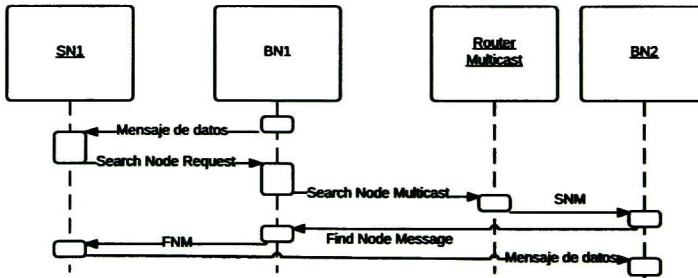 SN1
BN1
Router
Multicast
BN2
Mensaje de datos
Search Node Request
Search Node Multicast
SNM
Find Node Message
FNM
Mensaje de datos